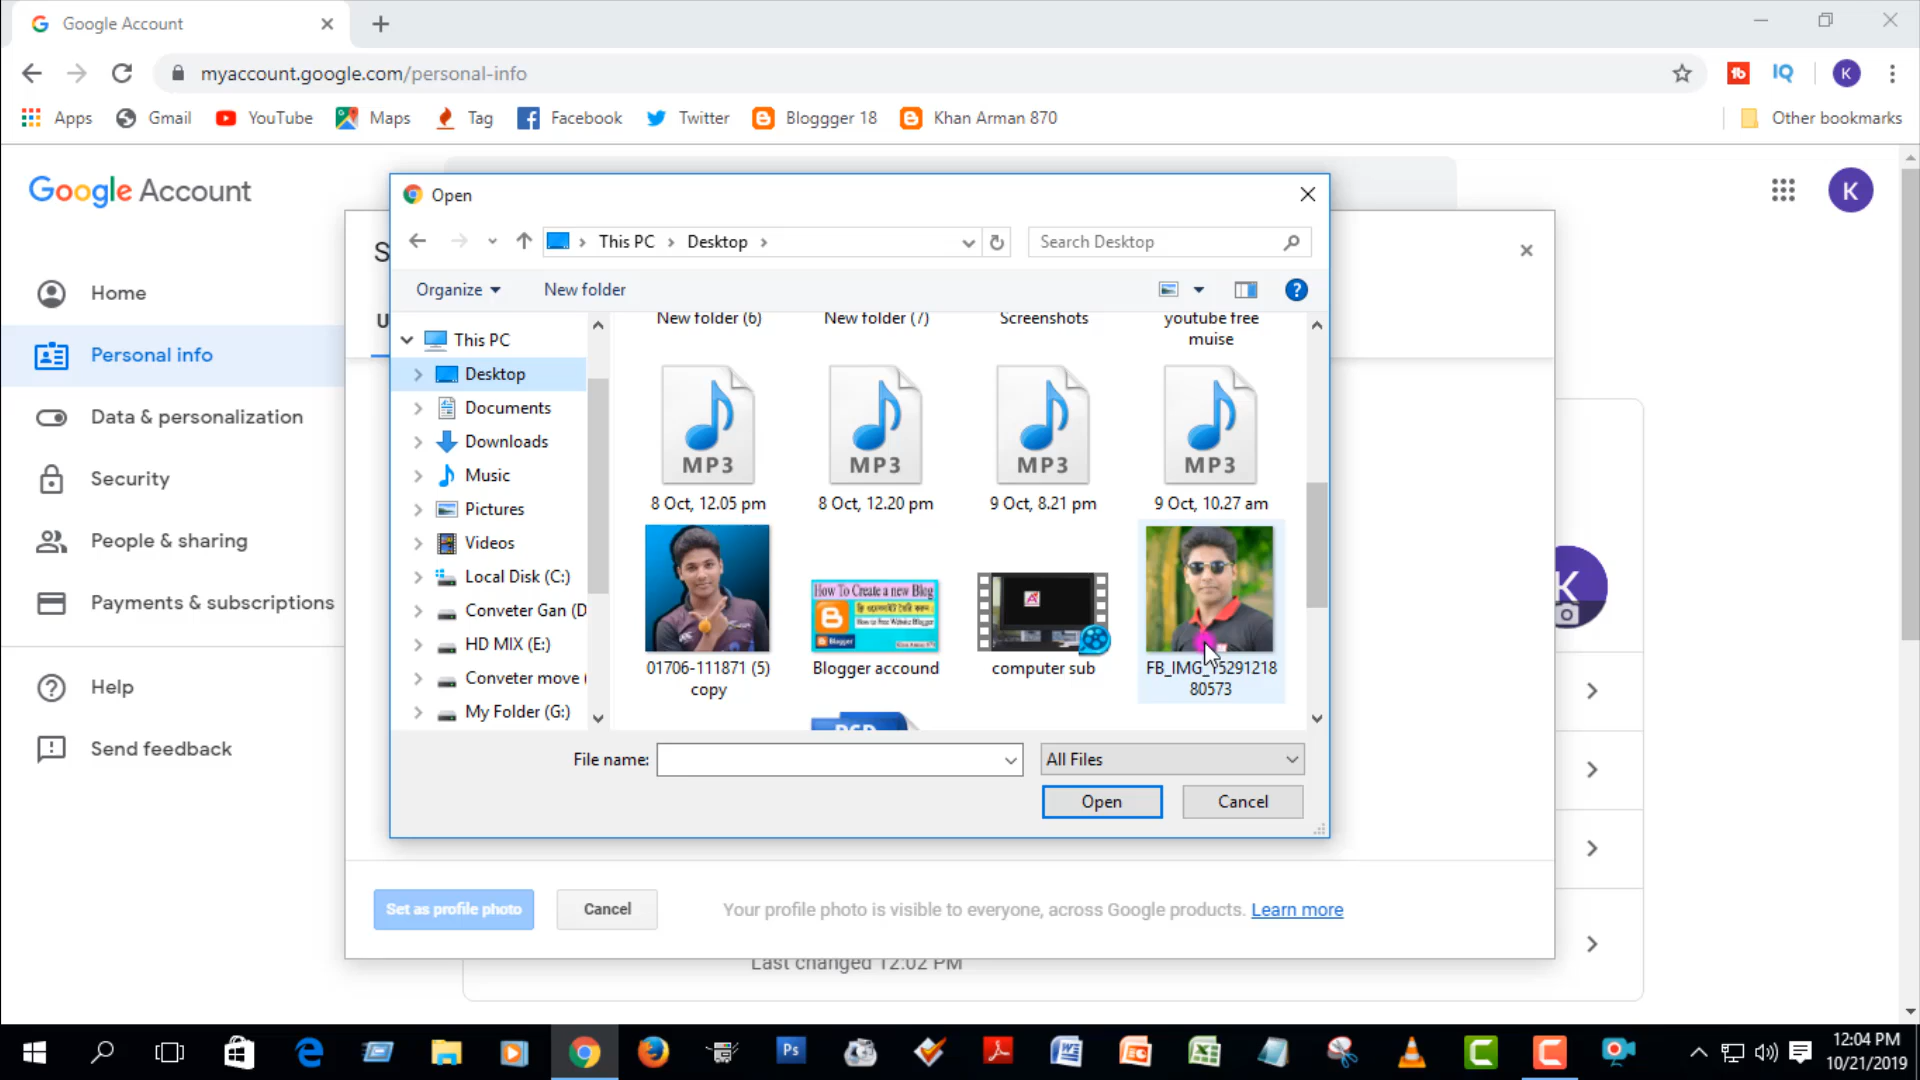 Google Account
myaccount.google.com/personal-info
K
Apps
Gmail
YouTube
Maps
Tag
Facebook
Twitter
Bloggger 18
Khan Arman 870
Other bookmarks
Google Account
K
Home
Personal info
Data & personalization
Security
People & sharing
Payments & subscriptions
Help
Send feedback
Open
This PC
Desktop
Search Desktop
Organize
New folder
This PC
Desktop
Documents
Downloads
Music
Pictures
Videos
Local Disk (C:)
Conveter Gan (D
HD MIX (E:)
Conveter move (
My Folder (G:)
New folder (6)
New folder (7)
Screenshots
youtube free
muise
MP3
MP3
MP3
MP3
8 Oct, 12.05 pm
8 Oct, 12.20 pm
9 Oct, 8.21 pm
9 Oct, 10.27 am
How To Create a new Blog
Blogger
01706-111871 (5)
copy
Blogger accound
computer sub
FB_IMG_15291218
80573
File name:
All Files
Open
Cancel
K
Set as profile photo
Cancel
Your profile photo is visible to everyone, across Google products. Learn more
Last changed 12:02 PM
12:04 PM
10/21/2019